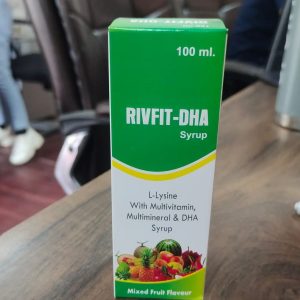 100 ml.
RIVFIT-DHA
Syrup
L-Lysine
With Multivitamin,
Multimineral & DHA
Syrup
Mixed Fruit Flavour